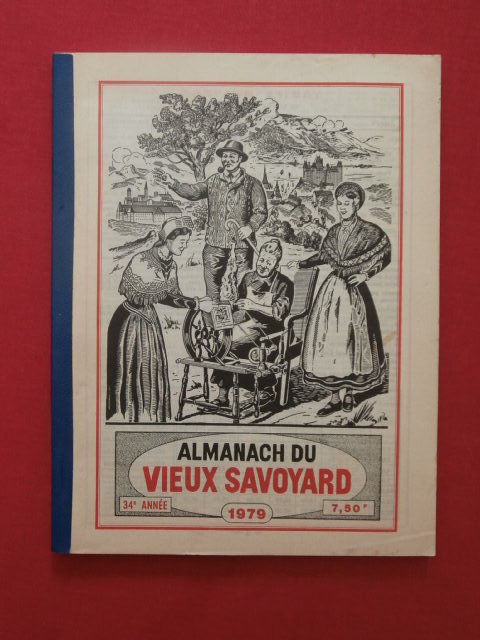 ALMANACH DU
VIEUX SAVOYARD
34e ANNÉE
1979
7,50 F